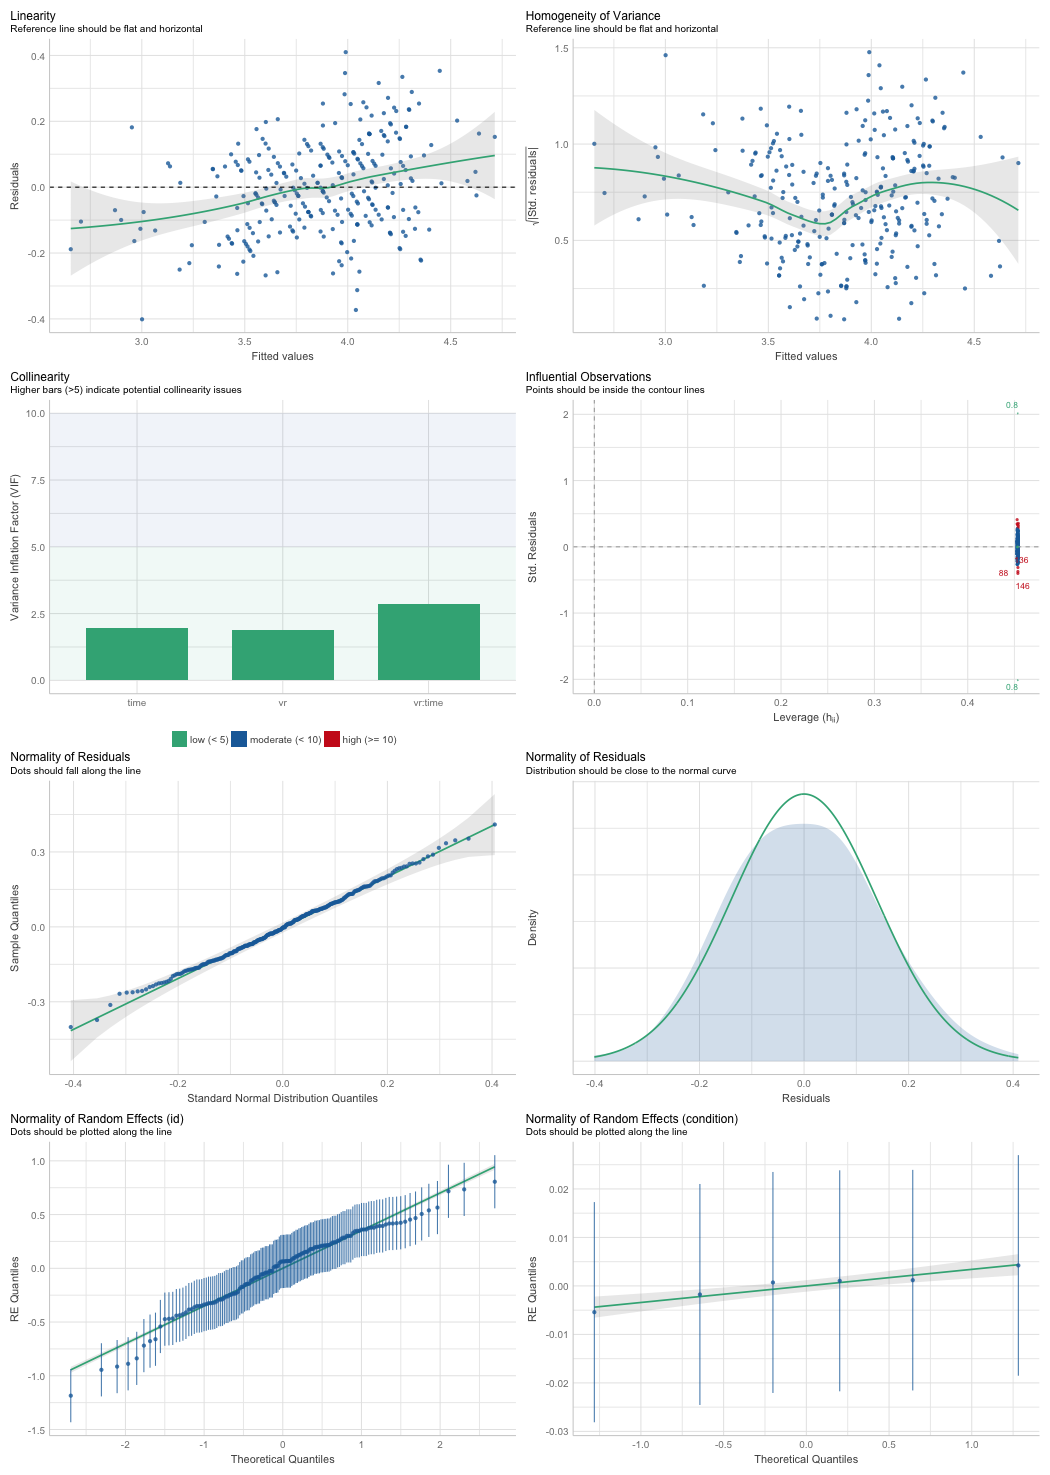 Linearity
Reference line should be flat and horizontal
0.4
0.2
0.0
-0.2
-0.4
Residuals
3.0
3.5
4.0
4.5
Fitted values
Homogeneity of Variance
Reference line should be flat and horizontal
1.5
1.0
0.5
√|Std. residuals|
3.0
3.5
4.0
4.5
Fitted values
Collinearity
Higher bars (>5) indicate potential collinearity issues
10.0
7.5
5.0
2.5
0.0
Variance Inflation Factor (VIF)
time
vr
vr:time
low (< 5)
moderate (< 10)
high (>= 10)
Influential Observations
Points should be inside the contour lines
0.8
2
1
0
-1
-2
Std. Residuals
36
88
146
0.8
0.0
0.1
0.2
0.3
0.4
Leverage (hii)
Normality of Residuals
Dots should fall along the line
0.3
0.0
-0.3
Sample Quantiles
-0.4
-0.2
0.0
0.2
0.4
Standard Normal Distribution Quantiles
Normality of Residuals
Distribution should be close to the normal curve
Density
-0.4
-0.2
0.0
0.2
0.4
Residuals
Normality of Random Effects (id)
Dots should be plotted along the line
1.0
0.5
0.0
-0.5
-1.0
-1.5
RE Quantiles
-2
-1
0
1
2
Theoretical Quantiles
Normality of Random Effects (condition)
Dots should be plotted along the line
0.02
0.01
0.00
-0.01
-0.02
-0.03
RE Quantiles
-1.0
-0.5
0.0
0.5
1.0
Theoretical Quantiles